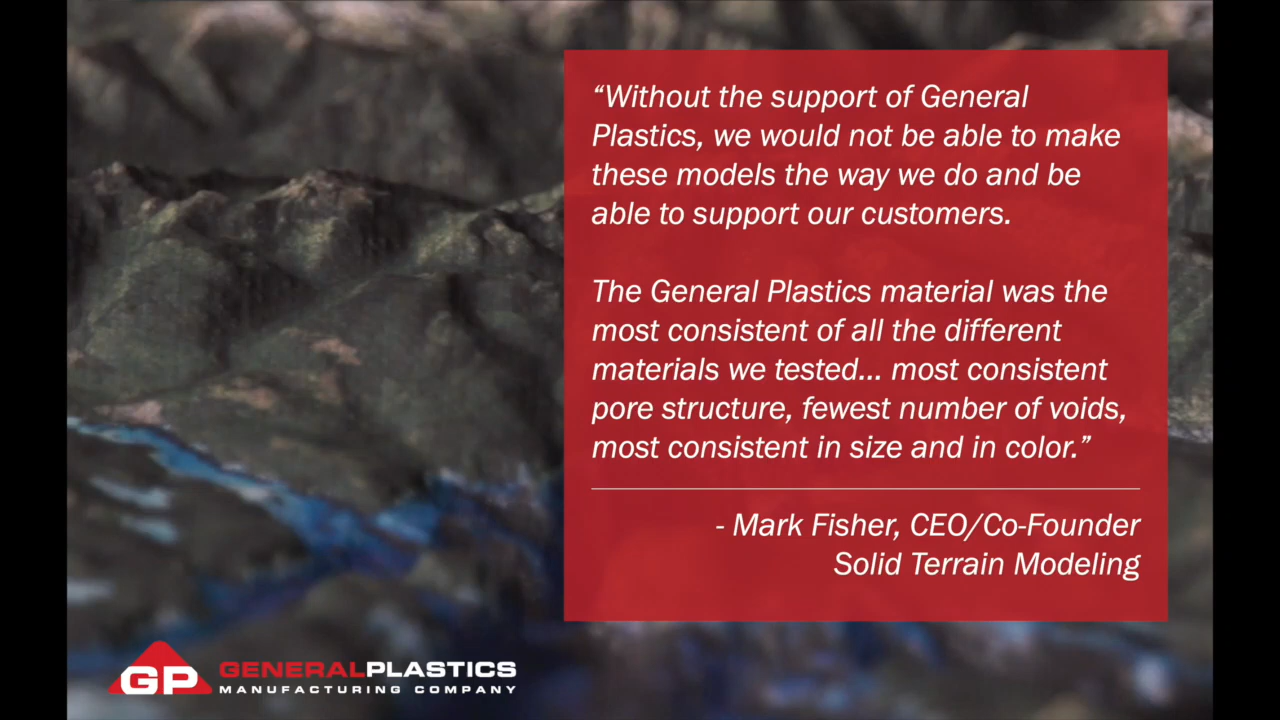 “Without the support of General
Plastics, we would not be able to make
these models the way we do and be
able to support our customers.
The General Plastics material was the
most consistent of all the different
materials we tested... most consistent
pore structure, fewest number of voids,
most consistent in size and in color.”
- Mark Fisher, CEO/Co-Founder
Solid Terrain Modeling
GP GENERALPLASTICS
MANUFACTURING COMPANY